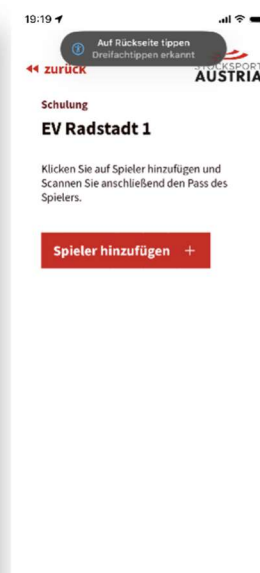 19:19
Auf Rückseite tippen
Dreifachtippen erkannt
zurück
AUSTRIA
Schulung
EV Radstadt 1
Klicken Sie auf Spieler hinzufügen und
Scannen Sie anschließend den Pass des
Spielers.
Spieler hinzufügen +